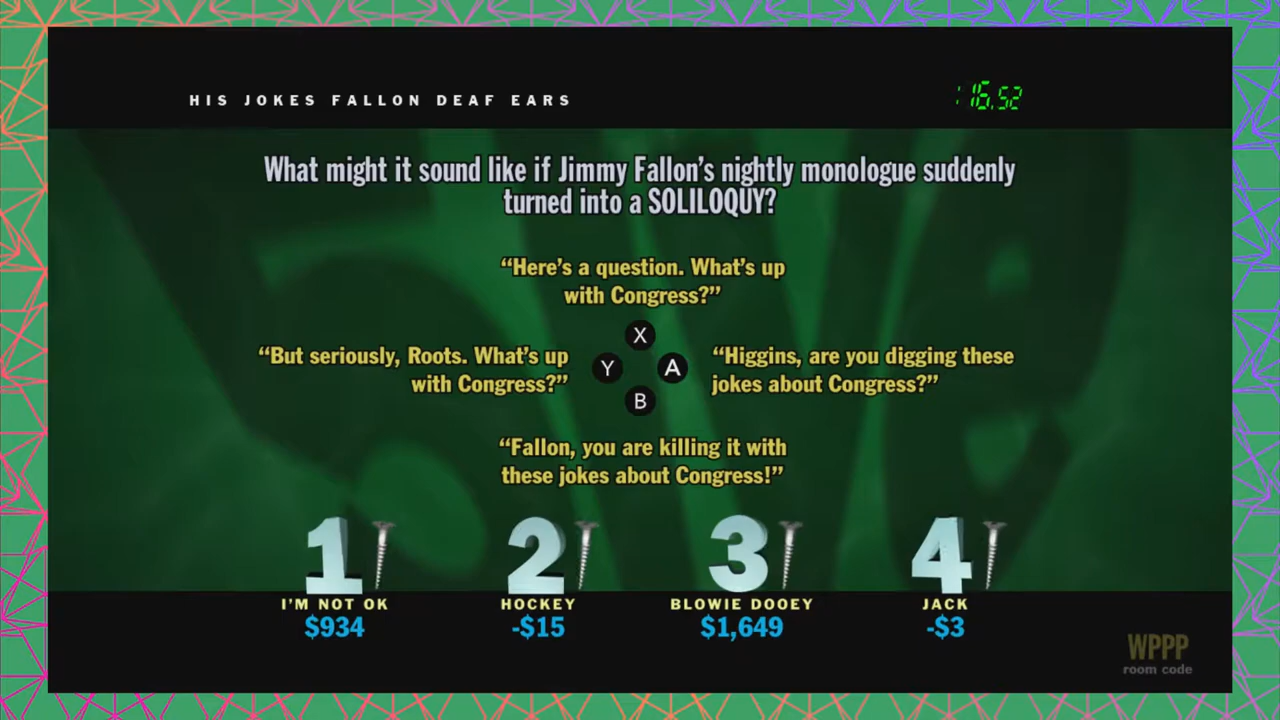 HIS JOKES FALLON DEAF EARS
:16.52
What might it sound like if Jimmy Fallon's nightly monologue suddenly
turned into a SOLILOQUY?
“Here's a question. What's up
with Congress?”
X
“But seriously, Roots. What's up
with Congress?”
Y
A
“Higgins, are you digging these
jokes about Congress?”
B
“Fallon, you are killing it with
these jokes about Congress!”
1
2
3
4
I'M NOT OK
HOCKEY
BLOWIE DOOEY
JACK
$934
-$15
$1,649
-$3
WPPP
room code